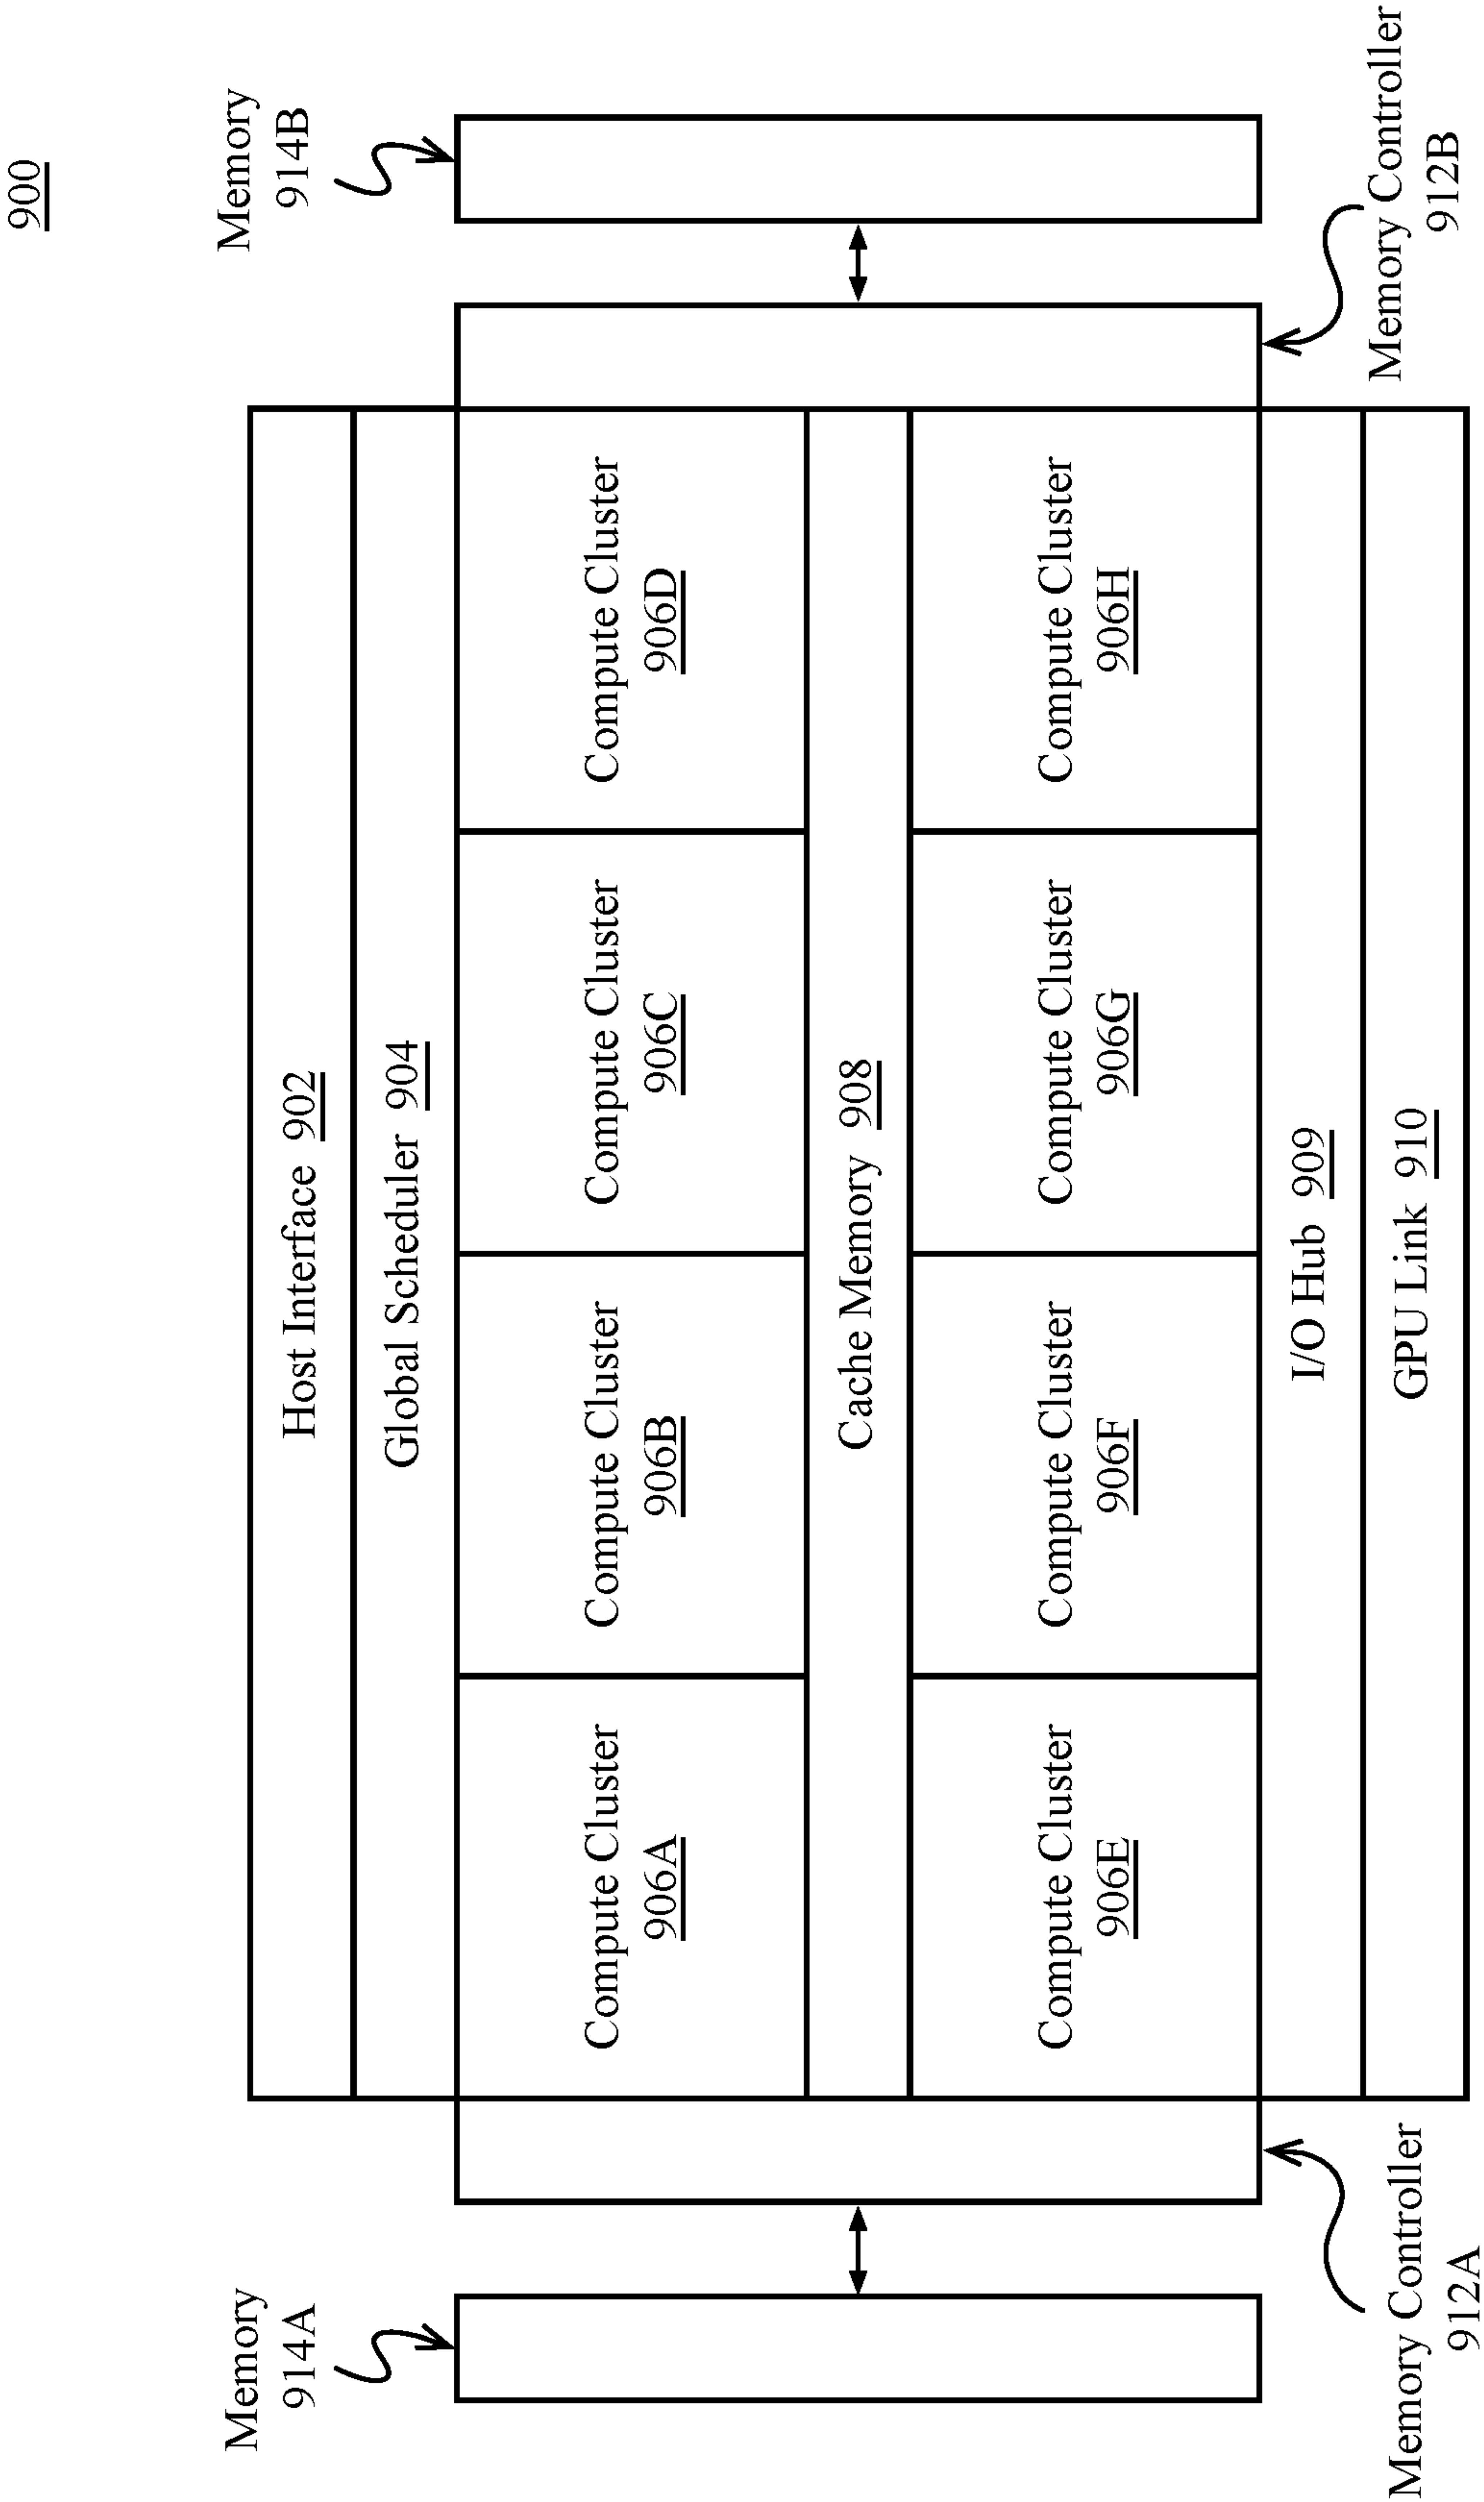 900
Memory
914A
Memory
914B
Host Interface 902
Global Scheduler 904
Compute Cluster
906A
Compute Cluster
906B
Compute Cluster
906C
Compute Cluster
906D
Cache Memory 908
Compute Cluster
906E
Compute Cluster
906F
Compute Cluster
906G
Compute Cluster
906H
I/O Hub 909
GPU Link 910
Memory Controller
912A
Memory Controller
912B